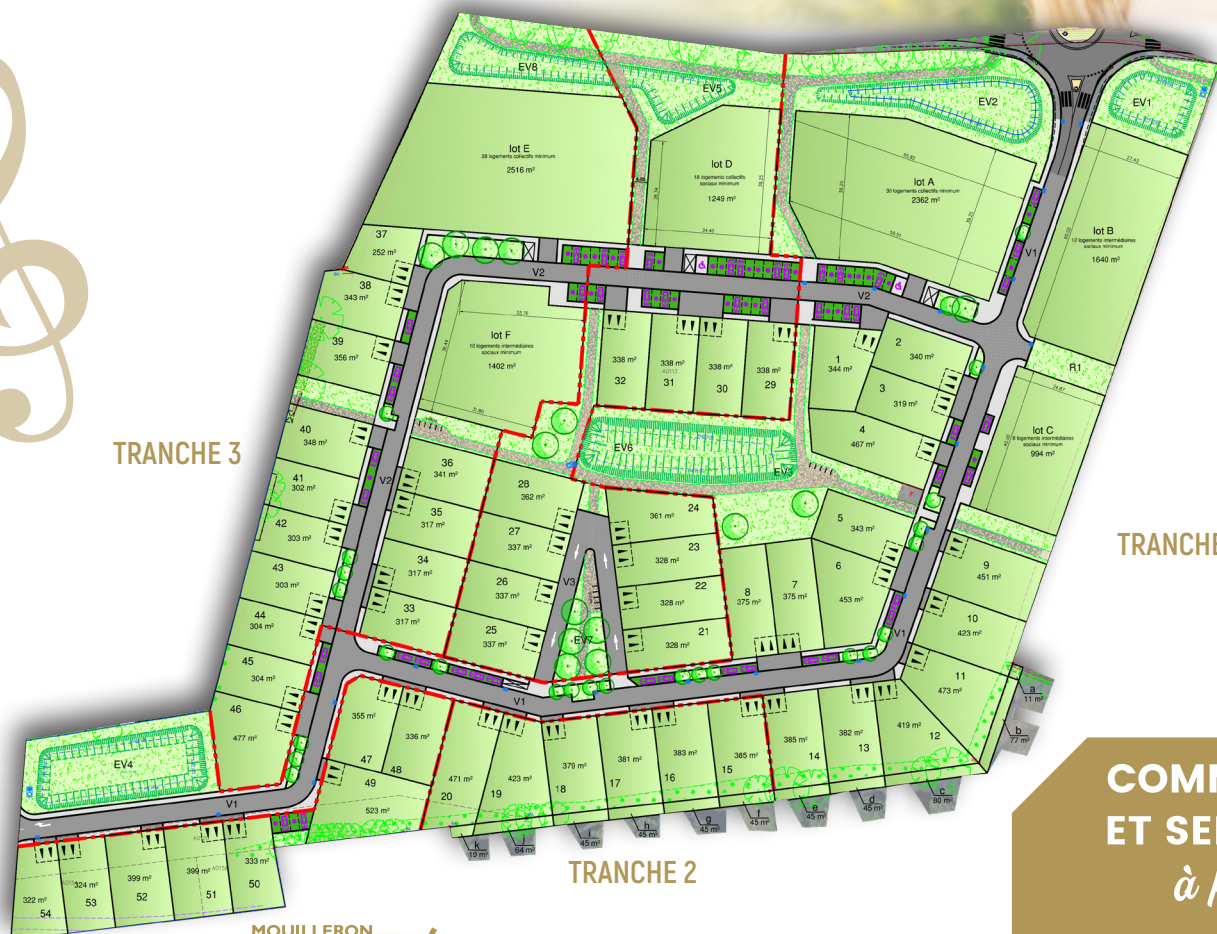 EV8
EV5
EV2
EV1
lot E
28 logements collectifs minimum
2516 m²
lot D
18 logements collectifs
sociaux minimum
1249 m²
34.40
lot A
30 logements collectifs minimum
2362 m²
lot B
12 logements intermédiaires
sociaux minimum
1640 m²
27.43
V1
37
252 m²
38
343 m²
39
356 m²
V2
V2
lot F
10 logements intermédiaires
sociaux minimum
1402 m²
33.76
31.80
338 m²
32
338 m²
31
338 m²
30
338 m²
29
1
344 m²
2
340 m²
3
319 m²
4
467 m²
R1
24.87
lot C
8 logements intermédiaires
sociaux minimum
994 m²
EV6
EV3
TRANCHE 3
40
348 m²
41
302 m²
42
303 m²
43
303 m²
44
304 m²
45
304 m²
46
477 m²
V2
36
341 m²
35
317 m²
34
317 m²
33
317 m²
28
362 m²
27
337 m²
26
337 m²
25
337 m²
V3
EV7
361 m²
24
23
328 m²
22
328 m²
21
328 m²
8
375 m²
7
375 m²
5
343 m²
6
453 m²
V1
TRANCHE
9
451 m²
10
423 m²
11
473 m²
419 m²
12
382 m²
13
385 m²
14
385 m²
15
383 m²
16
381 m²
17
379 m²
18
423 m²
19
471 m²
20
V1
355 m²
47
336 m²
48
49
523 m²
EV4
V1
322 m²
54
324 m²
53
399 m²
52
399 m²
51
333 m²
50
a
11 m²
b
77 m²
c
80 m²
d
45 m²
e
45 m²
f
45 m²
g
45 m²
h
45 m²
i
45 m²
j
64 m²
k
19 m²
TRANCHE 2
MOUILLERON
COMM
ET SE
à